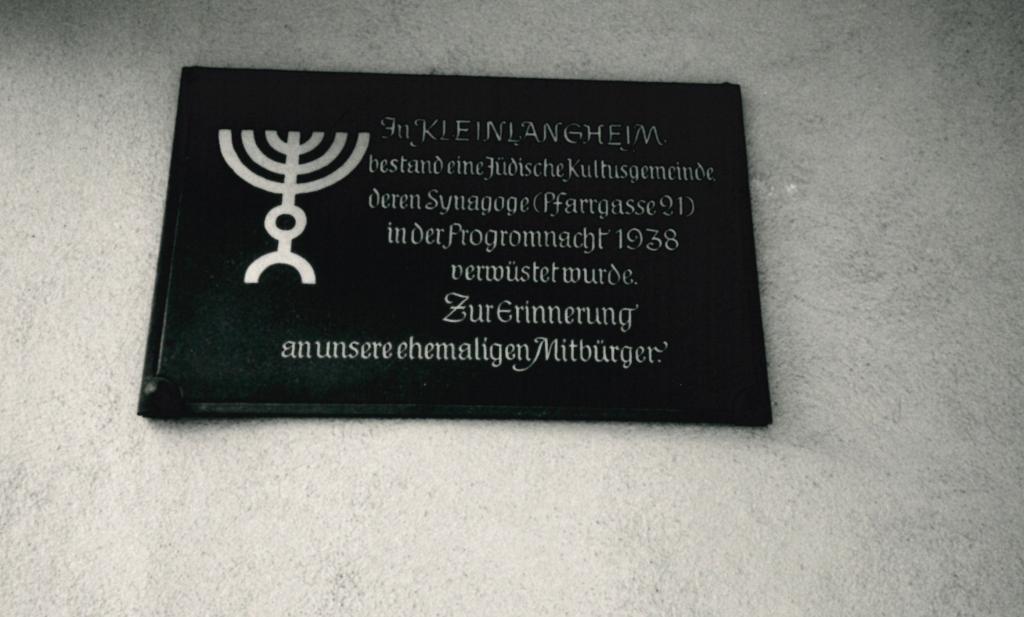 In KLEINLANGHEIM
bestand eine Jüdische Kultusgemeinde,
deren Synagoge (Pfarrgasse 21)
in der Progromnacht 1938
verwüstet wurde.
Zur Erinnerung
an unsere ehemaligen Mitbürger.